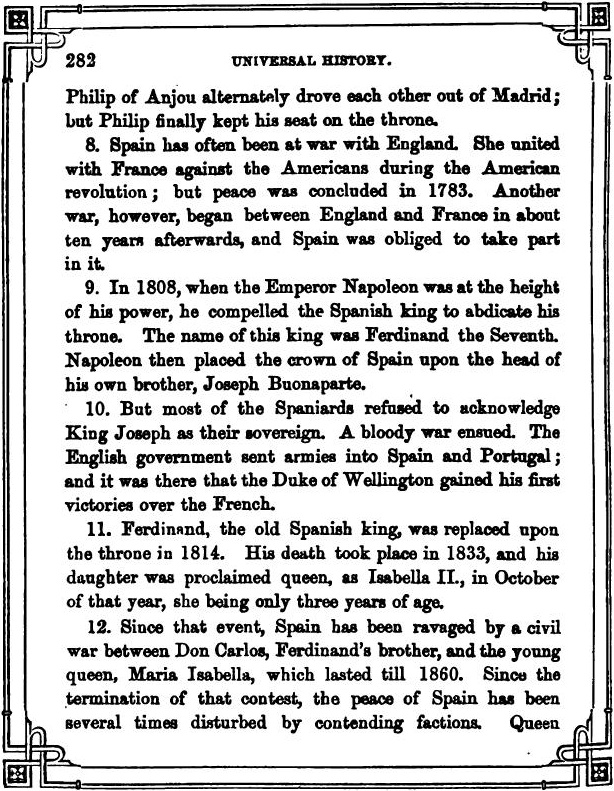 282 UNIVERSAL HISTORY.
Philip of Anjou alternately drove each other out of Madrid;
but Philip finally kept his seat on the throne.
8. Spain has often been at war with England. She united
with France against the Americans during the American
revolution; but peace was concluded in 1783. Another
war, however, began between England and France in about
ten years afterwards, and Spain was obliged to take part
in it.
9. In 1808, when the Emperor Napoleon was at the height
of his power, he compelled the Spanish king to abdicate his
throne. The name of this king was Ferdinand the Seventh.
Napoleon then placed the crown of Spain upon the head of
his own brother, Joseph Buonaparte.
10. But most of the Spaniards refused to acknowledge
King Joseph as their sovereign. A bloody war ensued. The
English government sent armies into Spain and Portugal;
and it was there that the Duke of Wellington gained his first
victories over the French.
11. Ferdinand, the old Spanish king, was replaced upon
the throne in 1814. His death took place in 1833, and his
daughter was proclaimed queen, as Isabella II., in October
of that year, she being only three years of age.
12. Since that event, Spain has been ravaged by a civil
war between Don Carlos, Ferdinand's brother, and the young
queen, Maria Isabella, which lasted till 1860. Since the
termination of that contest, the peace of Spain has been
several times disturbed by contending factions. Queen